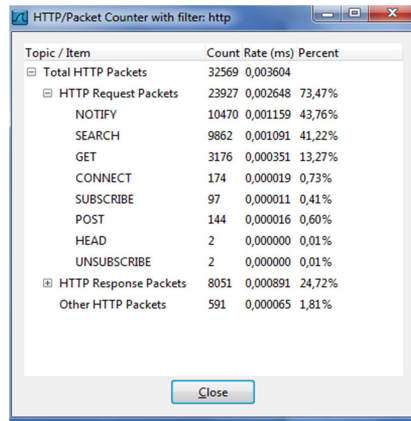 HTTP/Packet Counter with filter: http
Topic / Item Count Rate (ms) Percent
Total HTTP Packets 32569 0,003604
HTTP Request Packets 23927 0,002648 73,47%
NOTIFY 10470 0,001159 43,76%
SEARCH 9862 0,001091 41,22%
GET 3176 0,000351 13,27%
CONNECT 174 0,000019 0,73%
SUBSCRIBE 97 0,000011 0,41%
POST 144 0,000016 0,60%
HEAD 2 0,000000 0,01%
UNSUBSCRIBE 2 0,000000 0,01%
HTTP Response Packets 8051 0,000891 24,72%
Other HTTP Packets 591 0,000065 1,81%
Close